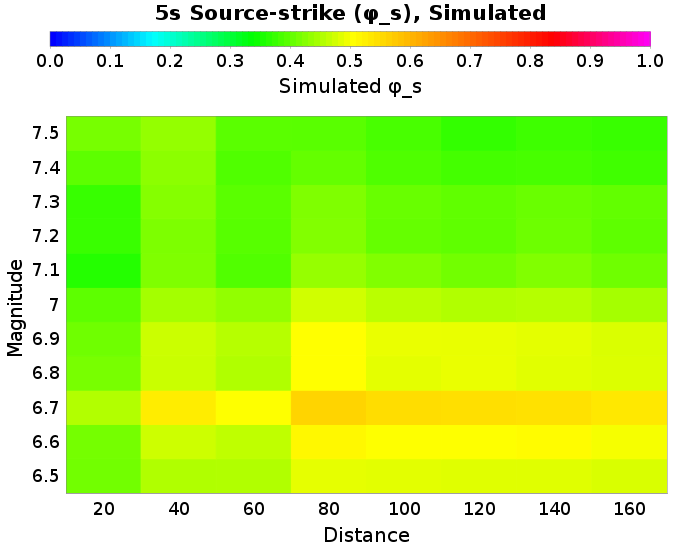 5s Source-strike (φ_s), Simulated
0.0 0.1 0.2 0.3 0.4 0.5 0.6 0.7 0.8 0.9 1.0
Simulated φ_s
Magnitude
7.5
7.4
7.3
7.2
7.1
7
6.9
6.8
6.7
6.6
6.5
20 40 60 80 100 120 140 160
Distance